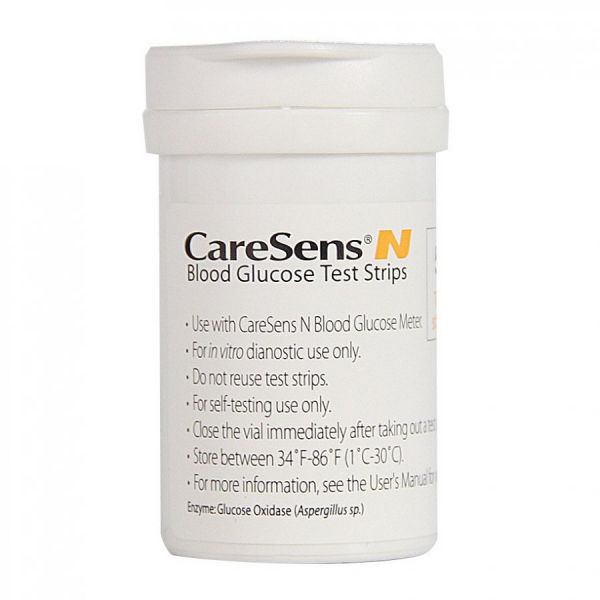 CareSens® N
Blood Glucose Test Strips
• Use with CareSens N Blood Glucose Meter.
• For in vitro dianostic use only.
• Do not reuse test strips.
• For self-testing use only.
• Close the vial immediately after taking out a test
• Store between 34˚F-86˚F (1˚C-30˚C).
• For more information, see the User's Manual for
Enzyme: Glucose Oxidase (Aspergillus sp.)